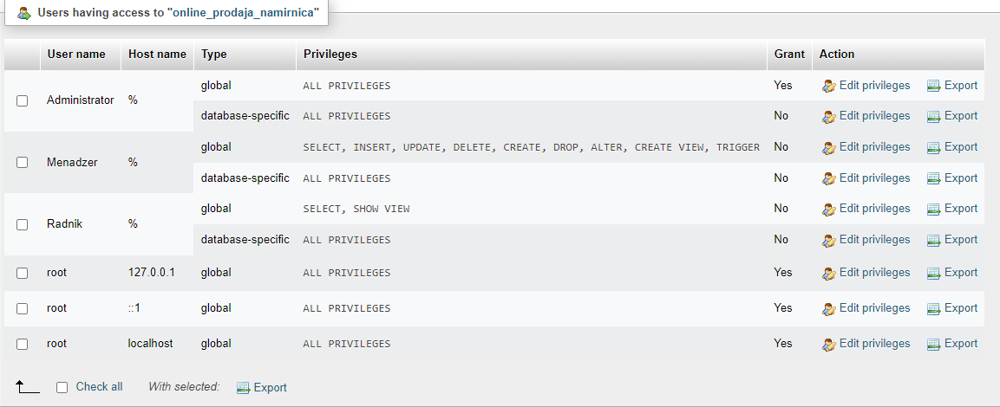 Users having access to "online_prodaja_namirnica"
User name Host name Type Privileges Grant Action
Administrator % global ALL PRIVILEGES Yes Edit privileges Export
database-specific ALL PRIVILEGES No Edit privileges Export
Menadzer % global SELECT, INSERT, UPDATE, DELETE, CREATE, DROP, ALTER, CREATE VIEW, TRIGGER No Edit privileges Export
database-specific ALL PRIVILEGES No Edit privileges Export
Radnik % global SELECT, SHOW VIEW No Edit privileges Export
database-specific ALL PRIVILEGES No Edit privileges Export
root 127.0.0.1 global ALL PRIVILEGES Yes Edit privileges Export
root ::1 global ALL PRIVILEGES Yes Edit privileges Export
root localhost global ALL PRIVILEGES Yes Edit privileges Export
Check all With selected: Export